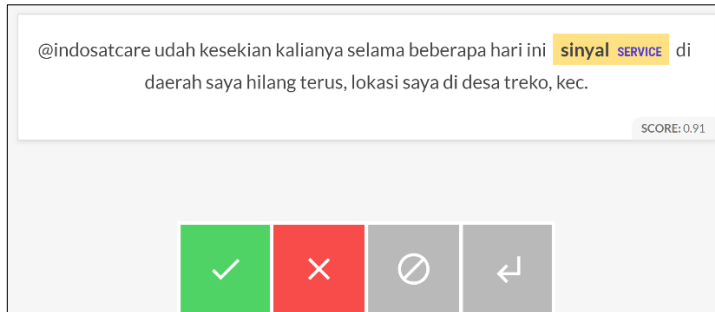 @indosatcare udah kesekian kalianya selama beberapa hari ini sinyal SERVICE di
daerah saya hilang terus, lokasi saya di desa treko, kec.
SCORE: 0.91